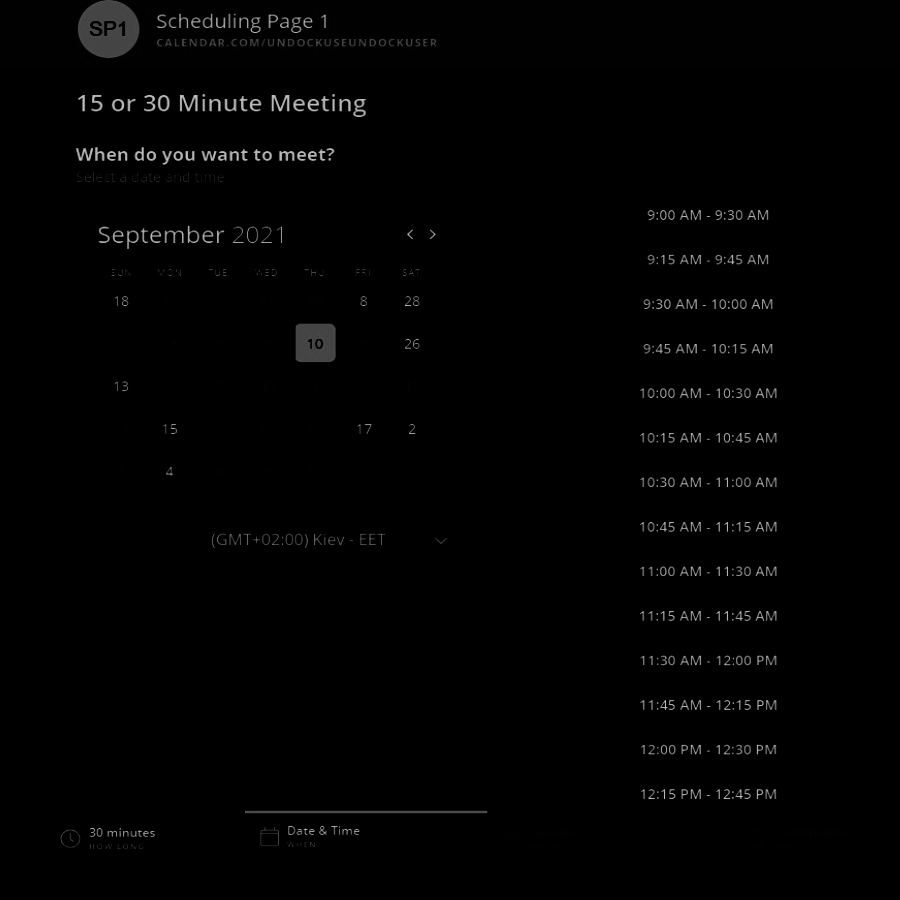 SP1
Scheduling Page 1
CALENDAR.COM/UNDOCKUSEUNDOCKUSER
15 or 30 Minute Meeting
When do you want to meet?
Select a date and time
September 2021
SUN MON TUE WED THU FRI SAT
18 8 28
10 26
13
15 17 2
4
(GMT+02:00) Kiev - EET
9:00 AM - 9:30 AM
9:15 AM - 9:45 AM
9:30 AM - 10:00 AM
9:45 AM - 10:15 AM
10:00 AM - 10:30 AM
10:15 AM - 10:45 AM
10:30 AM - 11:00 AM
10:45 AM - 11:15 AM
11:00 AM - 11:30 AM
11:15 AM - 11:45 AM
11:30 AM - 12:00 PM
11:45 AM - 12:15 PM
12:00 PM - 12:30 PM
12:15 PM - 12:45 PM
30 minutes
HOW LONG
Date & Time
WHEN